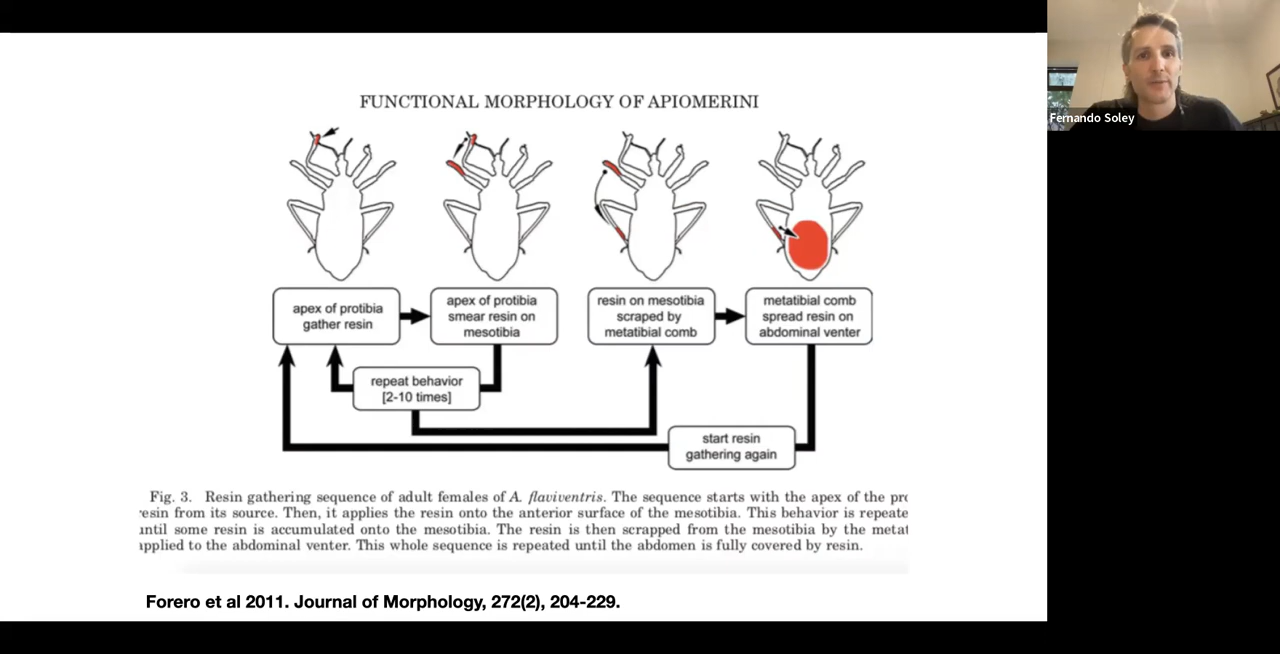 FUNCTIONAL MORPHOLOGY OF APIOMERINI
Fernando Soley
apex of protibia
gather resin
apex of protibia
smear resin on
mesotibia
resin on mesotibia
scraped by
metatibial comb
metatibial comb
spread resin on
abdominal venter
repeat behavior
[2-10 times]
start resin
gathering again
Fig. 3. Resin gathering sequence of adult females of A. flaviventris. The sequence starts with the apex of the pro
resin from its source. Then, it applies the resin onto the anterior surface of the mesotibia. This behavior is repeate
until some resin is accumulated onto the mesotibia. The resin is then scrapped from the mesotibia by the metat
applied to the abdominal venter. This whole sequence is repeated until the abdomen is fully covered by resin.
Forero et al 2011. Journal of Morphology, 272(2), 204-229.